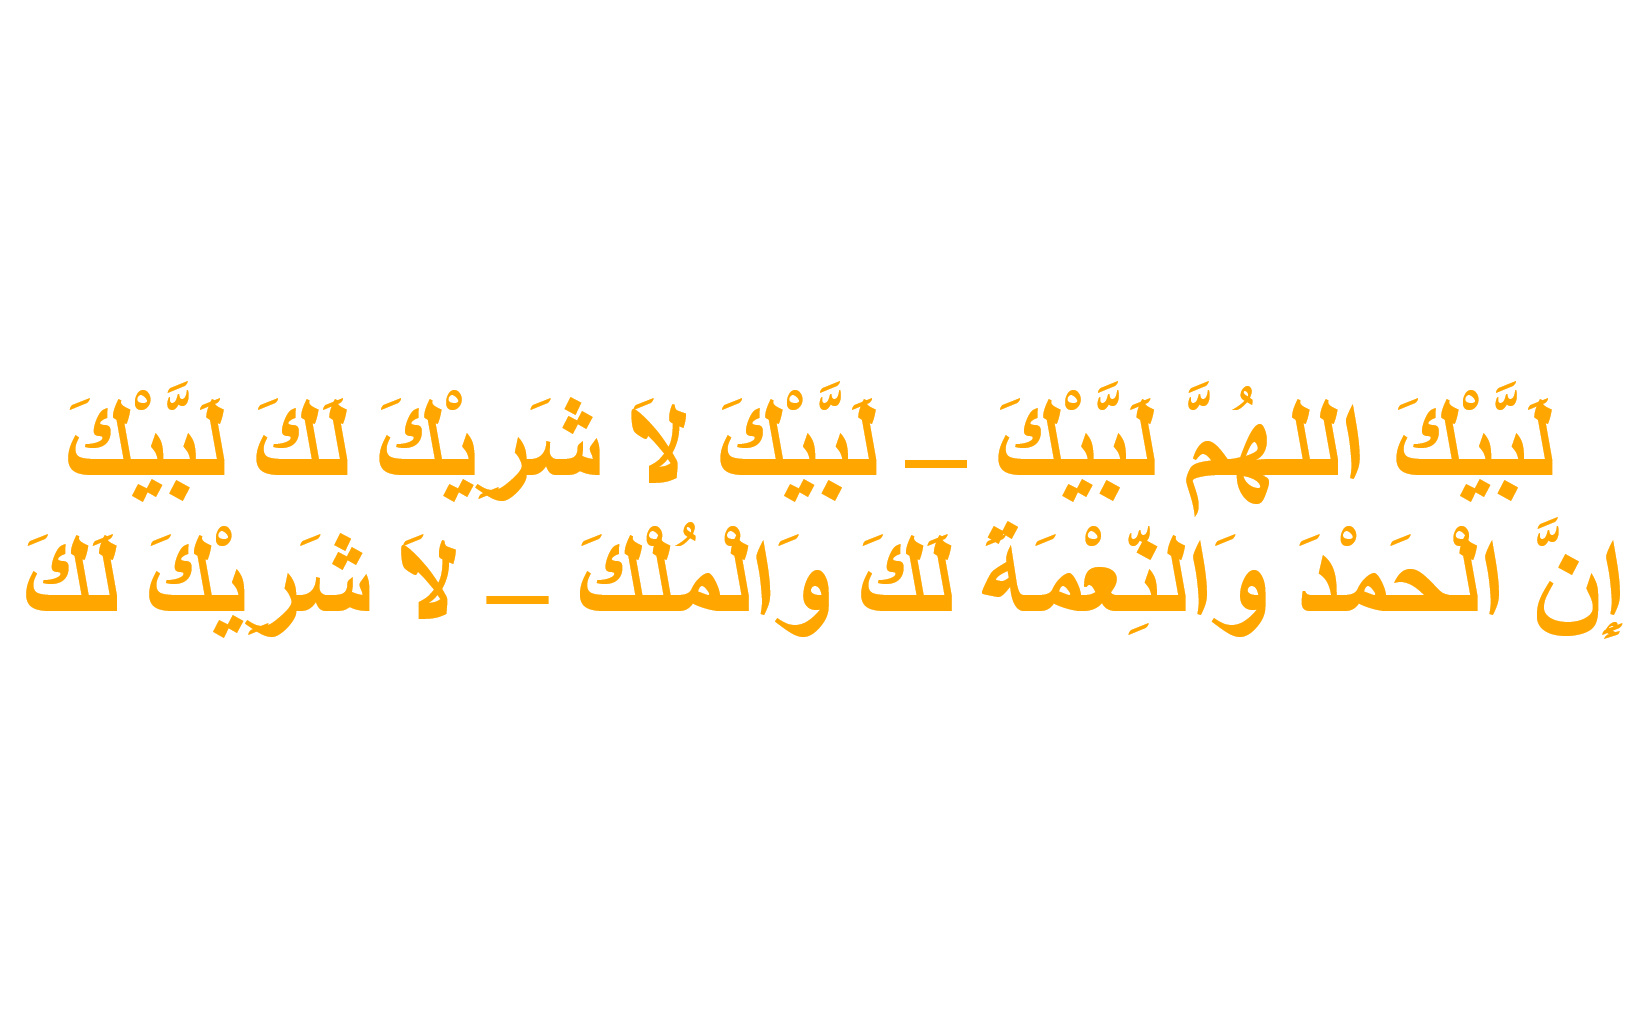 لَبَّيْكَ اللهُمَّ لَبَّيْكَ – لَبَّيْكَ لاَ شَرِيْكَ لَكَ لَبَّيْكَ
إِنَّ الْحَمْدَ وَالنِّعْمَةَ لَكَ وَالْمُلْكَ – لاَ شَرِيْكَ لَكَ